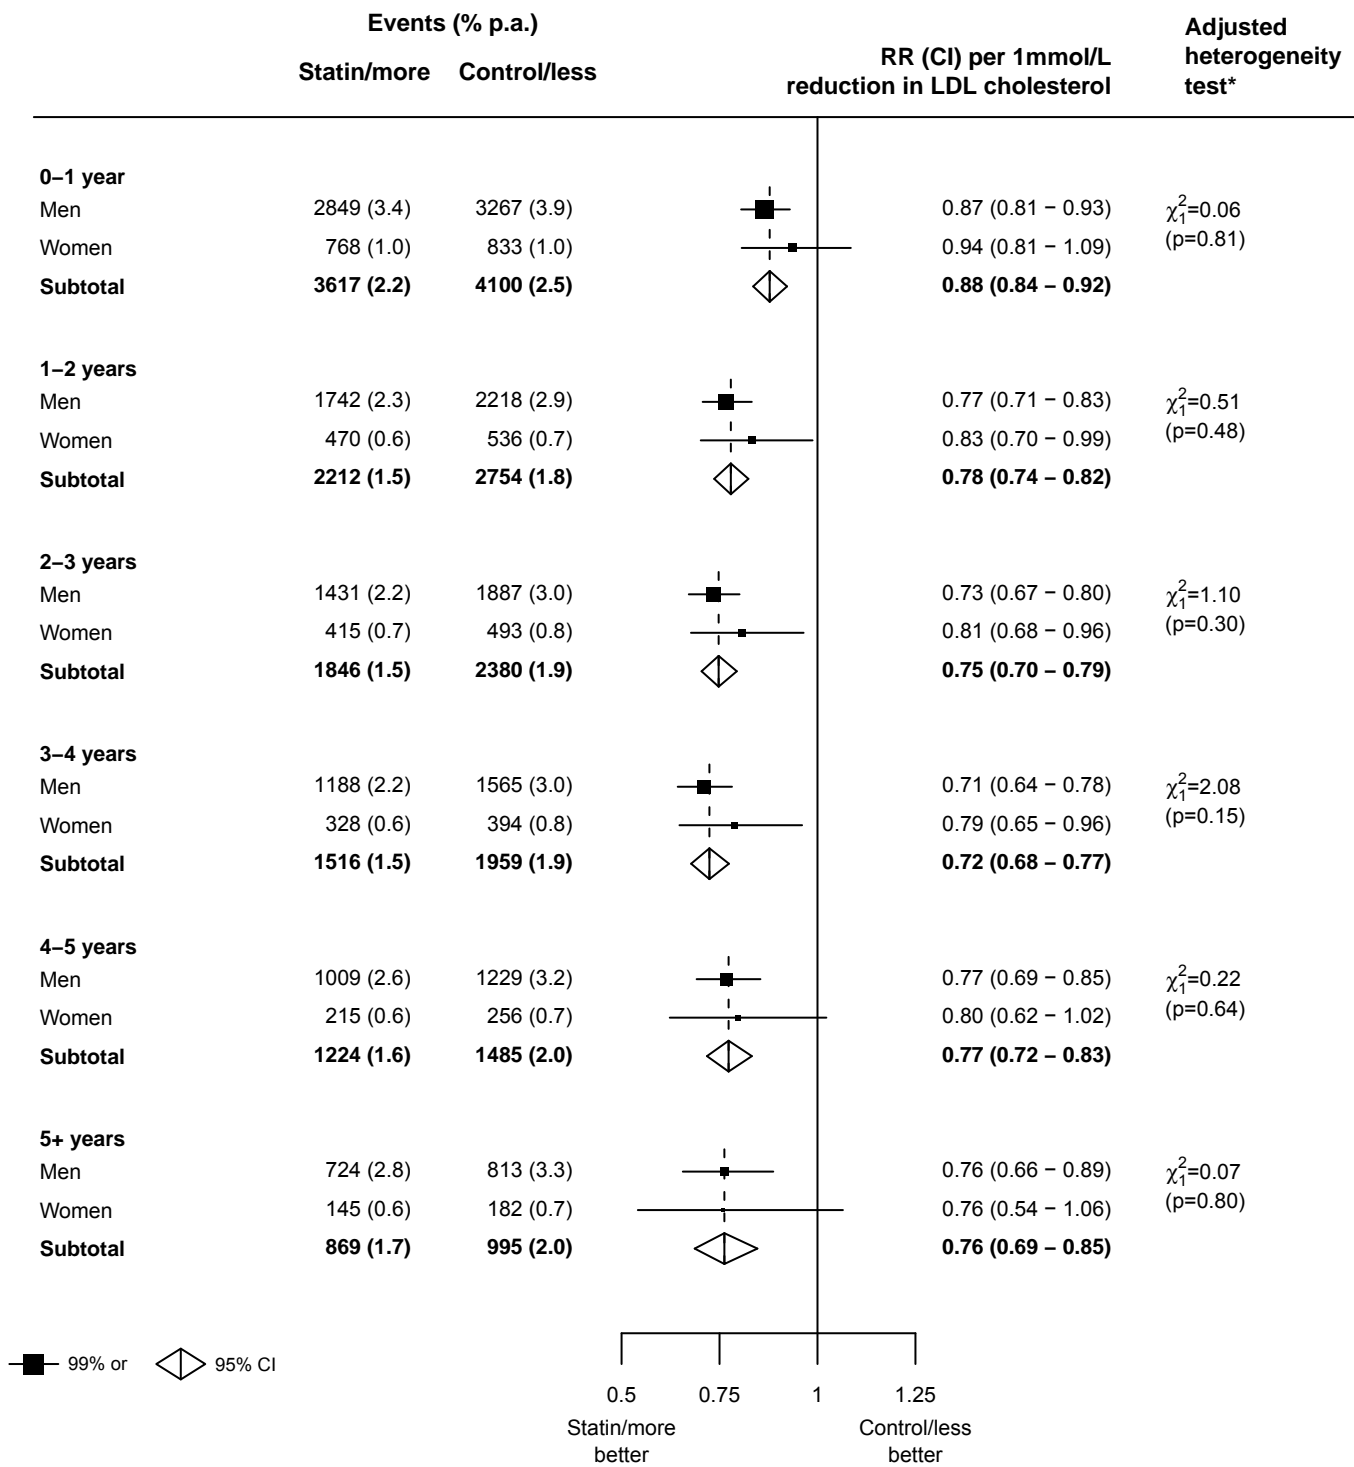 Events (% p.a.)
Statin/more Control/less
RR (CI) per 1mmol/L
reduction in LDL cholesterol
Adjusted
heterogeneity
test*
0−1 year
Men 2849 (3.4) 3267 (3.9) 0.87 (0.81 − 0.93) χ²₁=0.06
Women 768 (1.0) 833 (1.0) 0.94 (0.81 − 1.09) (p=0.81)
Subtotal 3617 (2.2) 4100 (2.5) 0.88 (0.84 − 0.92)
1−2 years
Men 1742 (2.3) 2218 (2.9) 0.77 (0.71 − 0.83) χ²₁=0.51
Women 470 (0.6) 536 (0.7) 0.83 (0.70 − 0.99) (p=0.48)
Subtotal 2212 (1.5) 2754 (1.8) 0.78 (0.74 − 0.82)
2−3 years
Men 1431 (2.2) 1887 (3.0) 0.73 (0.67 − 0.80) χ²₁=1.10
Women 415 (0.7) 493 (0.8) 0.81 (0.68 − 0.96) (p=0.30)
Subtotal 1846 (1.5) 2380 (1.9) 0.75 (0.70 − 0.79)
3−4 years
Men 1188 (2.2) 1565 (3.0) 0.71 (0.64 − 0.78) χ²₁=2.08
Women 328 (0.6) 394 (0.8) 0.79 (0.65 − 0.96) (p=0.15)
Subtotal 1516 (1.5) 1959 (1.9) 0.72 (0.68 − 0.77)
4−5 years
Men 1009 (2.6) 1229 (3.2) 0.77 (0.69 − 0.85) χ²₁=0.22
Women 215 (0.6) 256 (0.7) 0.80 (0.62 − 1.02) (p=0.64)
Subtotal 1224 (1.6) 1485 (2.0) 0.77 (0.72 − 0.83)
5+ years
Men 724 (2.8) 813 (3.3) 0.76 (0.66 − 0.89) χ²₁=0.07
Women 145 (0.6) 182 (0.7) 0.76 (0.54 − 1.06) (p=0.80)
Subtotal 869 (1.7) 995 (2.0) 0.76 (0.69 − 0.85)
99% or 95% CI
0.5 0.75 1 1.25
Statin/more
better
Control/less
better